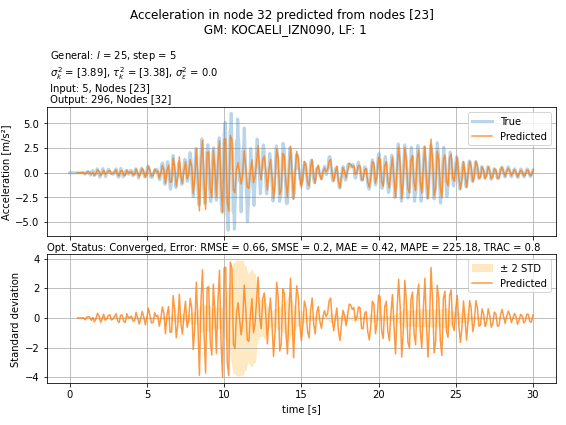 Acceleration in node 32 predicted from nodes [23]
GM: KOCAELI_IZN090, LF: 1
General: l = 25, step = 5
σ²ₖ = [3.89], τ²ₖ = [3.38], σ²ε = 0.0
Input: 5, Nodes [23]
Output: 296, Nodes [32]
Acceleration [m/s²]
5.0
2.5
0.0
−2.5
−5.0
True
Predicted
Opt. Status: Converged, Error: RMSE = 0.66, SMSE = 0.2, MAE = 0.42, MAPE = 225.18, TRAC = 0.8
Standard deviation
4
2
0
−2
−4
± 2 STD
Predicted
0 5 10 15 20 25 30
time [s]